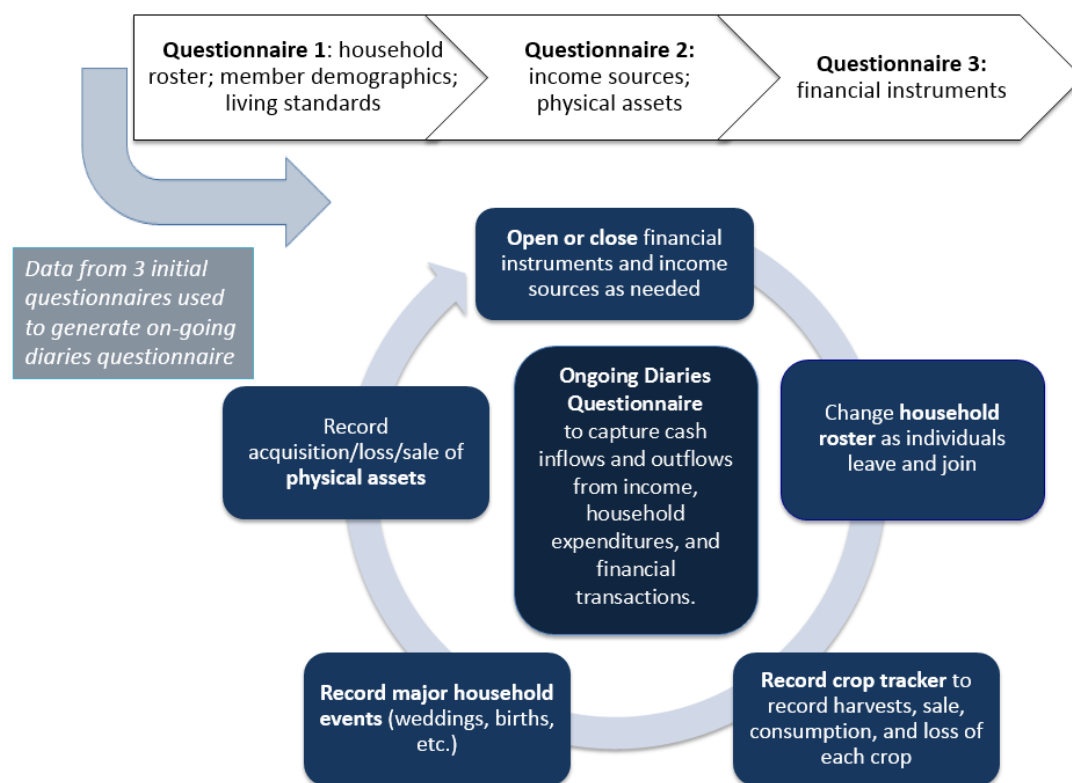 Questionnaire 1: household
roster; member demographics;
living standards
Questionnaire 2:
income sources;
physical assets
Questionnaire 3:
financial instruments
Data from 3 initial
questionnaires used
to generate on-going
diaries questionnaire
Open or close financial
instruments and income
sources as needed
Change household
roster as individuals
leave and join
Record crop tracker to
record harvests, sale,
consumption, and loss of
each crop
Record major household
events (weddings, births,
etc.)
Record
acquisition/loss/sale of
physical assets
Ongoing Diaries
Questionnaire
to capture cash
inflows and outflows
from income,
household
expenditures, and
financial
transactions.